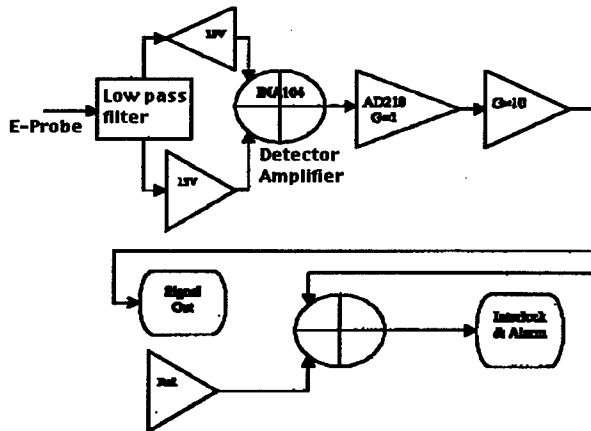 15V
Low pass
filter
E-Probe
INA104
AD210
G=1
G=10
15V
Detector
Amplifier
Signal
Out
Interlock
& Alarm
Ref.